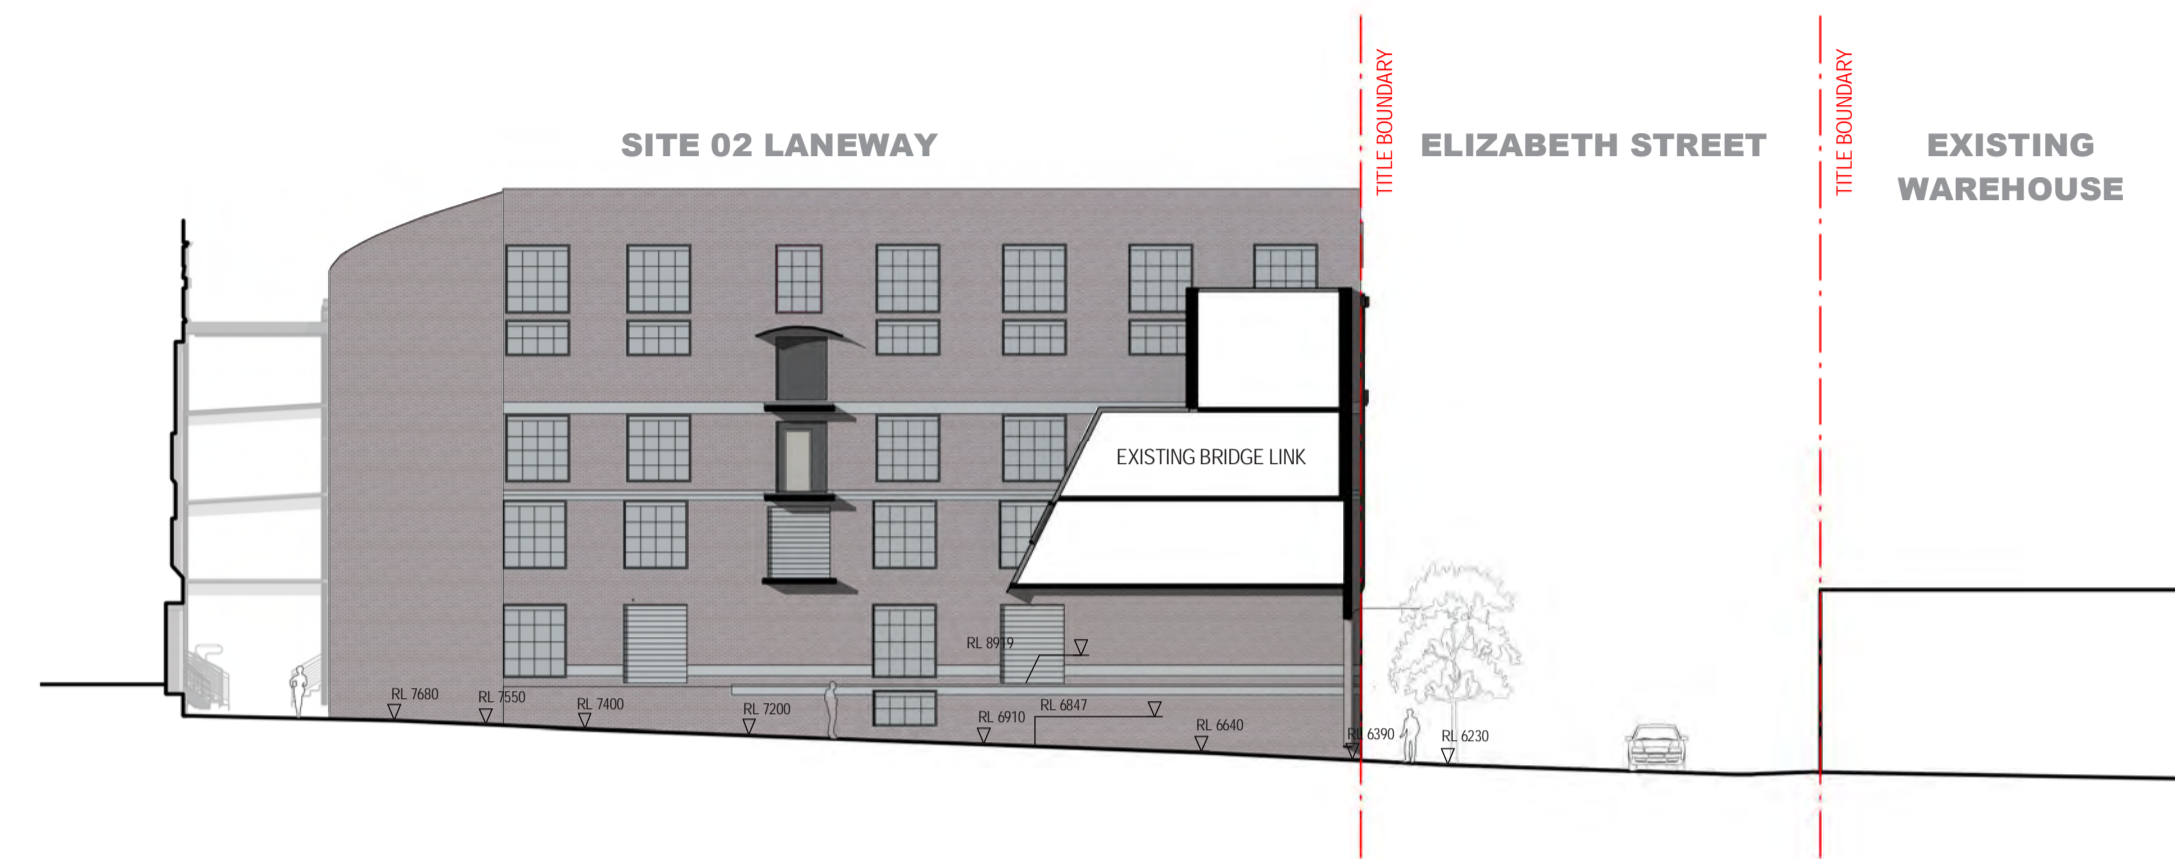 TITLE BOUNDARY
TITLE BOUNDARY
SITE 02 LANEWAY
ELIZABETH STREET
EXISTING
WAREHOUSE
EXISTING BRIDGE LINK
RL 8919
RL 7680
RL 7550
RL 7400
RL 7200
RL 6910
RL 6847
RL 6640
RL 6390
RL 6230